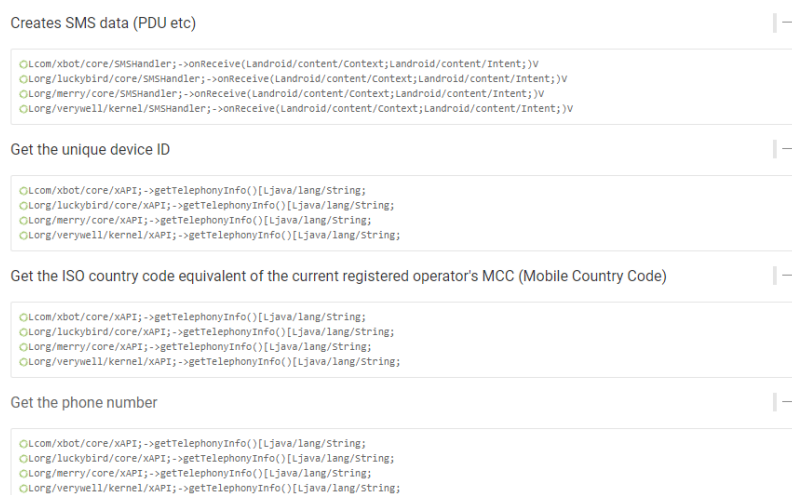 Creates SMS data (PDU etc)
Lcom/xbot/core/SMSHandler;->onReceive(Landroid/content/Context;Landroid/content/Intent;)V
Lorg/luckybird/core/SMSHandler;->onReceive(Landroid/content/Context;Landroid/content/Intent;)V
Lorg/merry/core/SMSHandler;->onReceive(Landroid/content/Context;Landroid/content/Intent;)V
Lorg/verywell/kernel/SMSHandler;->onReceive(Landroid/content/Context;Landroid/content/Intent;)V
Get the unique device ID
Lcom/xbot/core/xAPI;->getTelephonyInfo()[Ljava/lang/String;
Lorg/luckybird/core/xAPI;->getTelephonyInfo()[Ljava/lang/String;
Lorg/merry/core/xAPI;->getTelephonyInfo()[Ljava/lang/String;
Lorg/verywell/kernel/xAPI;->getTelephonyInfo()[Ljava/lang/String;
Get the ISO country code equivalent of the current registered operator's MCC (Mobile Country Code)
Lcom/xbot/core/xAPI;->getTelephonyInfo()[Ljava/lang/String;
Lorg/luckybird/core/xAPI;->getTelephonyInfo()[Ljava/lang/String;
Lorg/merry/core/xAPI;->getTelephonyInfo()[Ljava/lang/String;
Lorg/verywell/kernel/xAPI;->getTelephonyInfo()[Ljava/lang/String;
Get the phone number
Lcom/xbot/core/xAPI;->getTelephonyInfo()[Ljava/lang/String;
Lorg/luckybird/core/xAPI;->getTelephonyInfo()[Ljava/lang/String;
Lorg/merry/core/xAPI;->getTelephonyInfo()[Ljava/lang/String;
Lorg/verywell/kernel/xAPI;->getTelephonyInfo()[Ljava/lang/String;